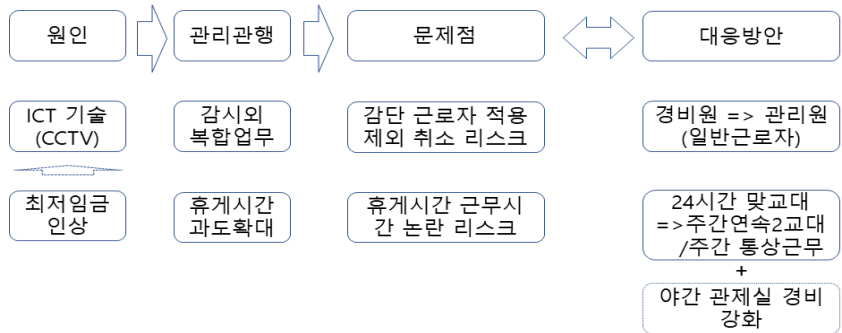 원인
관리관행
문제점
대응방안
ICT 기술
(CCTV)
감시외
복합업무
감단 근로자 적용
제외 취소 리스크
경비원 => 관리원
(일반근로자)
최저임금
인상
휴게시간
과도확대
휴게시간 근무시
간 논란 리스크
24시간 맞교대
=>주간연속2교대
/주간 통상근무
+
야간 관제실 경비
강화